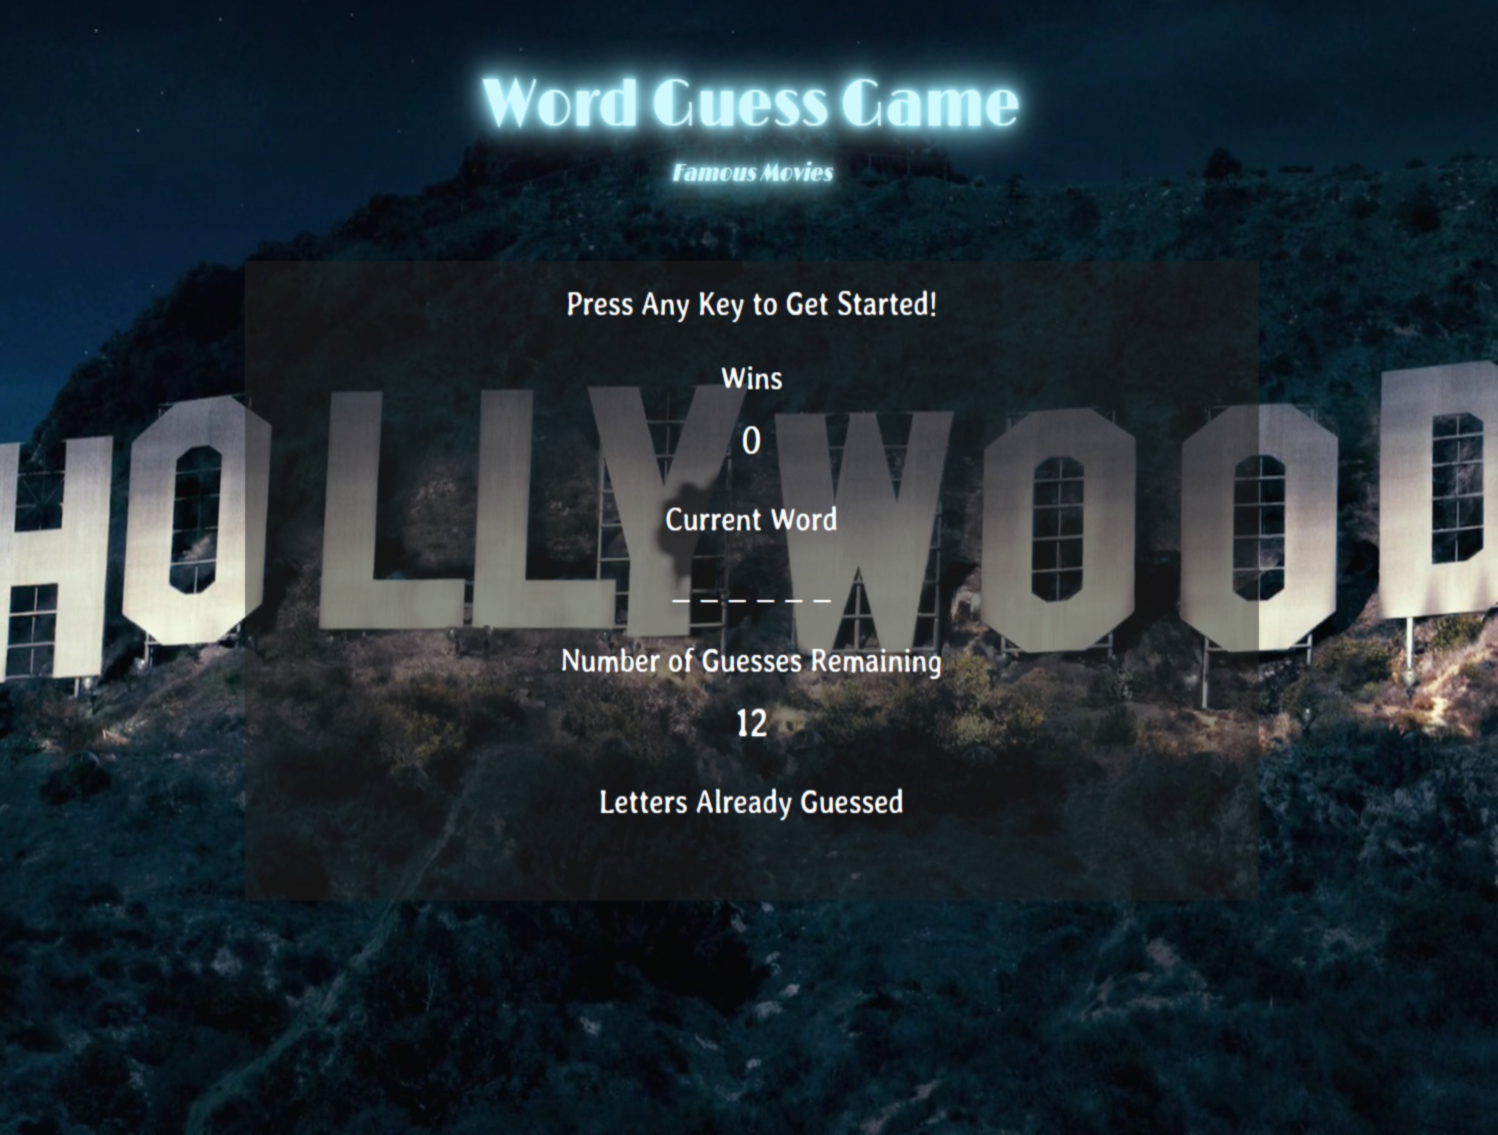 Word Guess Game
Famous Movies
Press Any Key to Get Started!
Wins
0
Current Word
_ _ _ _ _ _
Number of Guesses Remaining
12
Letters Already Guessed
HOLLYWOOD